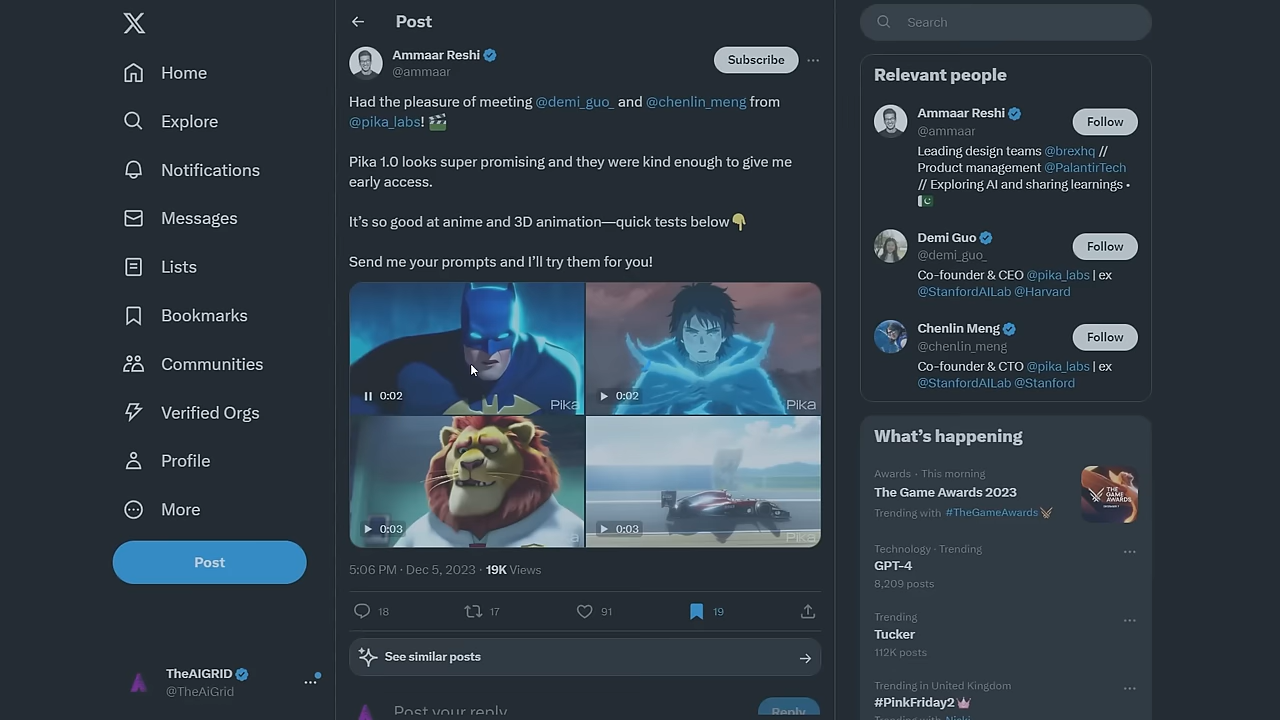 Home
Explore
Notifications
Messages
Lists
Bookmarks
Communities
Verified Orgs
Profile
More
Post
TheAIGRID
@TheAiGrid
Post
Ammaar Reshi
@ammaar
Subscribe
Had the pleasure of meeting @demi_guo_ and @chenlin_meng from
@pika_labs! 🎬
Pika 1.0 looks super promising and they were kind enough to give me
early access.
It’s so good at anime and 3D animation—quick tests below👇
Send me your prompts and I’ll try them for you!
0:02
Pika
0:02
Pika
0:03
0:03
Pika
5:06 PM · Dec 5, 2023 · 19K Views
18
17
91
19
See similar posts
Post your reply
Reply
Search
Relevant people
Ammaar Reshi
@ammaar
Follow
Leading design teams @brexhq //
Product management @PalantirTech
// Exploring AI and sharing learnings •
🇵🇰
Demi Guo
@demi_guo_
Follow
Co-founder & CEO @pika_labs | ex
@StanfordAILab @Harvard
Chenlin Meng
@chenlin_meng
Follow
Co-founder & CTO @pika_labs | ex
@StanfordAILab @Stanford
What’s happening
Awards · This morning
The Game Awards 2023
Trending with #TheGameAwards
THE GAME AWARDS
Technology · Trending
GPT-4
8,209 posts
Trending
Tucker
112K posts
Trending in United Kingdom
#PinkFriday2
Trending with Nicki